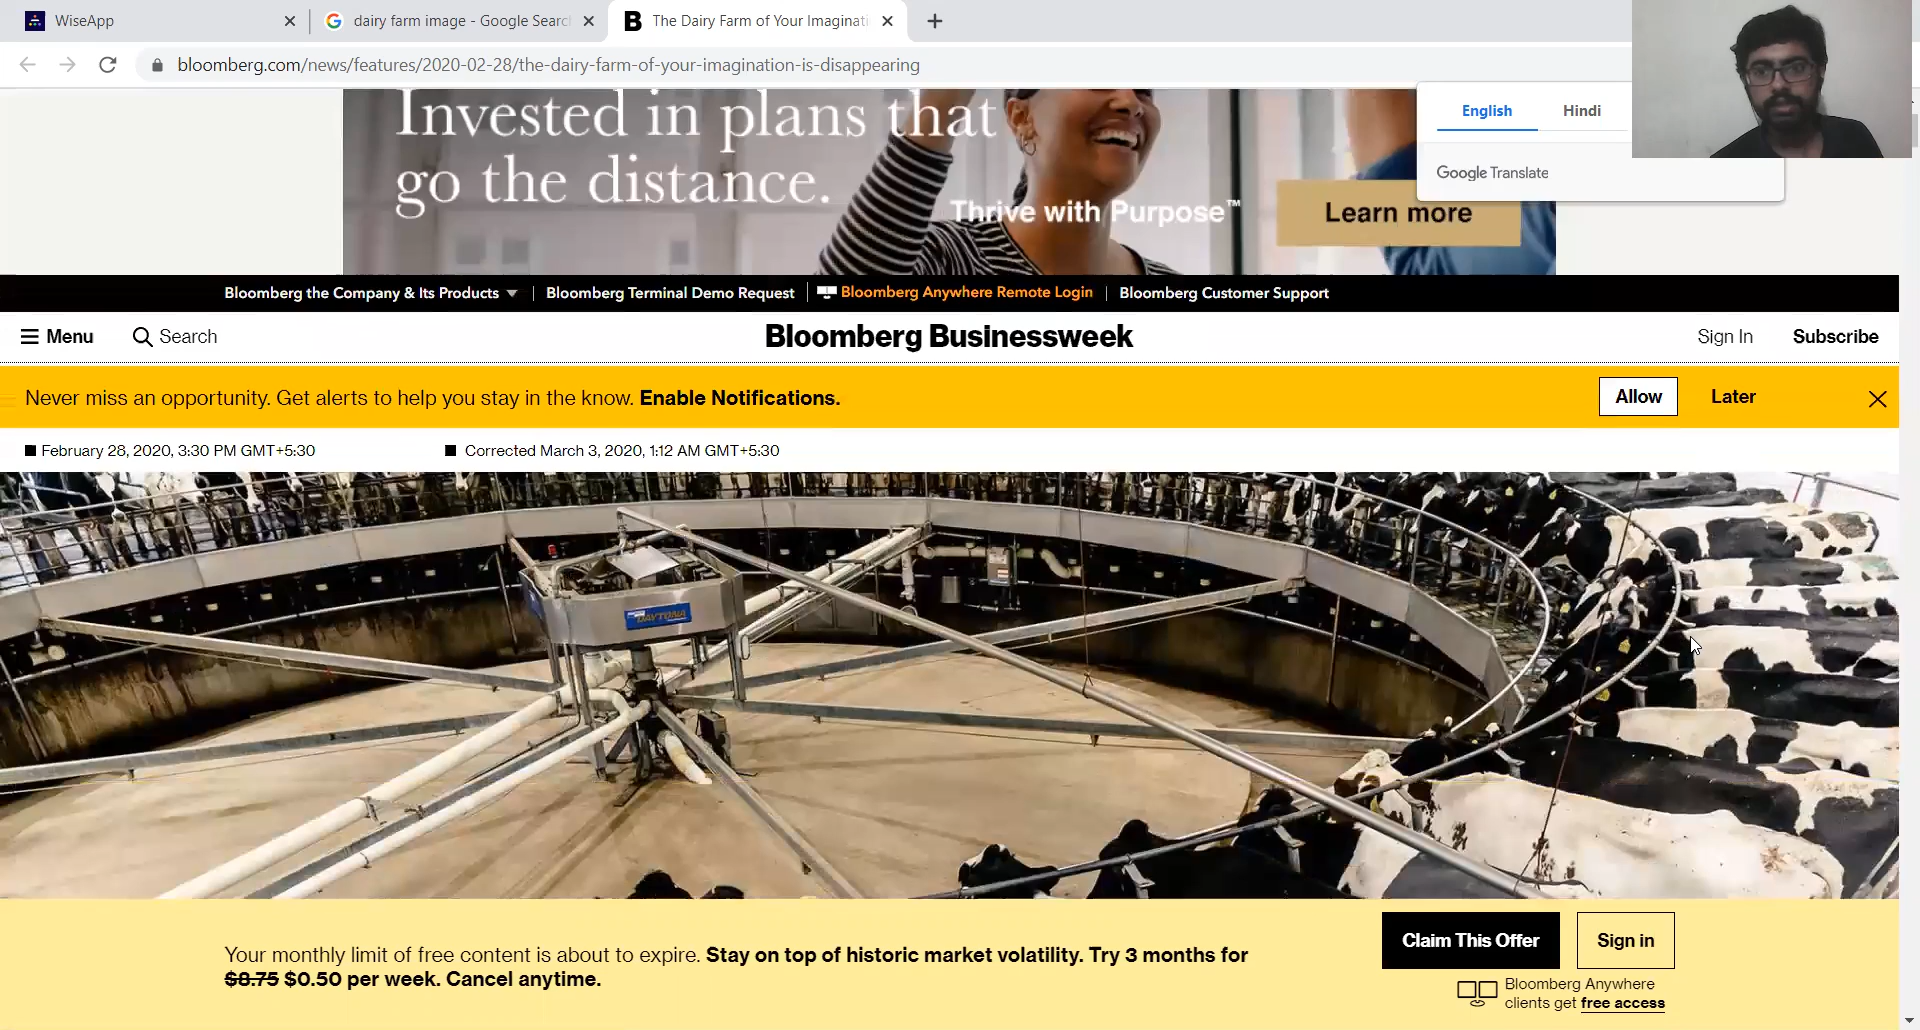 WiseApp
dairy farm image - Google Search
The Dairy Farm of Your Imaginati
bloomberg.com/news/features/2020-02-28/the-dairy-farm-of-your-imagination-is-disappearing
English Hindi
Google Translate
Invested in plans that
go the distance.
Thrive with Purpose™
Learn more
Bloomberg the Company & Its Products
Bloomberg Terminal Demo Request
Bloomberg Anywhere Remote Login
Bloomberg Customer Support
Menu
Search
Bloomberg Businessweek
Sign In
Subscribe
Never miss an opportunity. Get alerts to help you stay in the know. Enable Notifications.
Allow
Later
February 28, 2020, 3:30 PM GMT+5:30
Corrected March 3, 2020, 1:12 AM GMT+5:30
DAYTONA
Your monthly limit of free content is about to expire. Stay on top of historic market volatility. Try 3 months for
$8.75 $0.50 per week. Cancel anytime.
Claim This Offer
Sign in
Bloomberg Anywhere
clients get free access